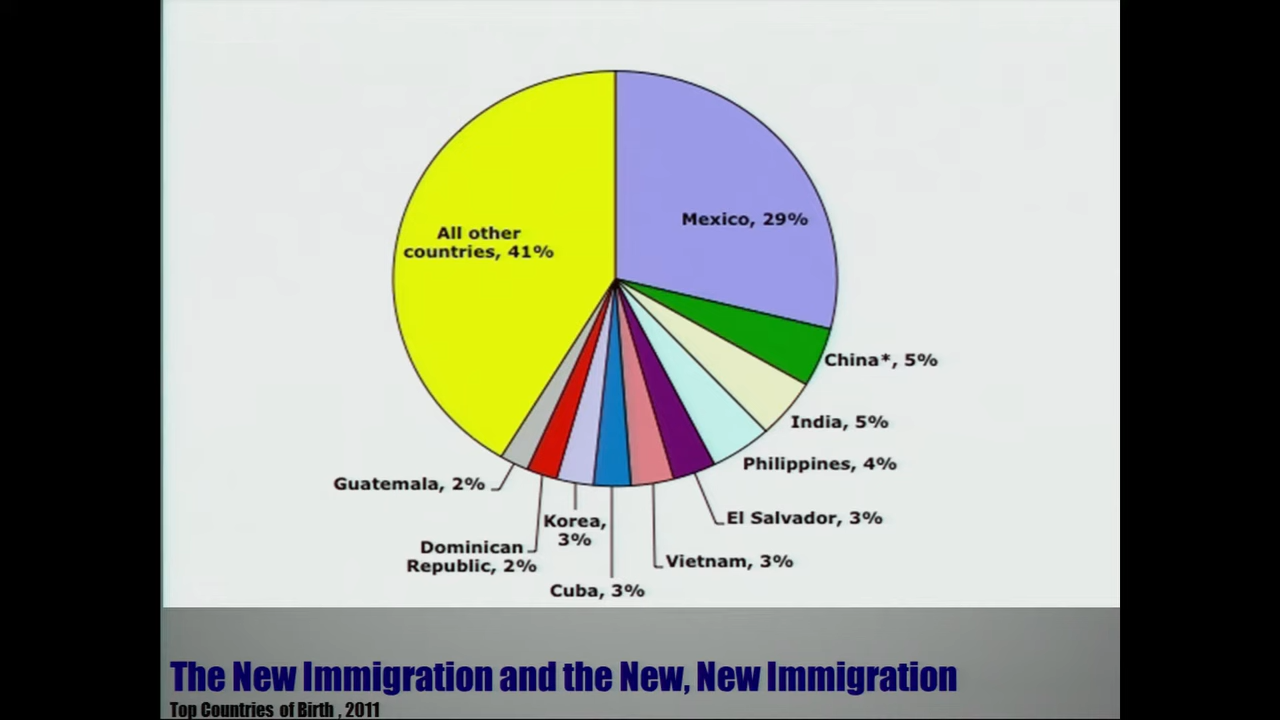 Mexico, 29%
All other
countries, 41%
China*, 5%
India, 5%
Philippines, 4%
Guatemala, 2%
El Salvador, 3%
Korea,
3%
Dominican
Republic, 2%
Vietnam, 3%
Cuba, 3%
The New Immigration and the New, New Immigration
Top Countries of Birth , 2011